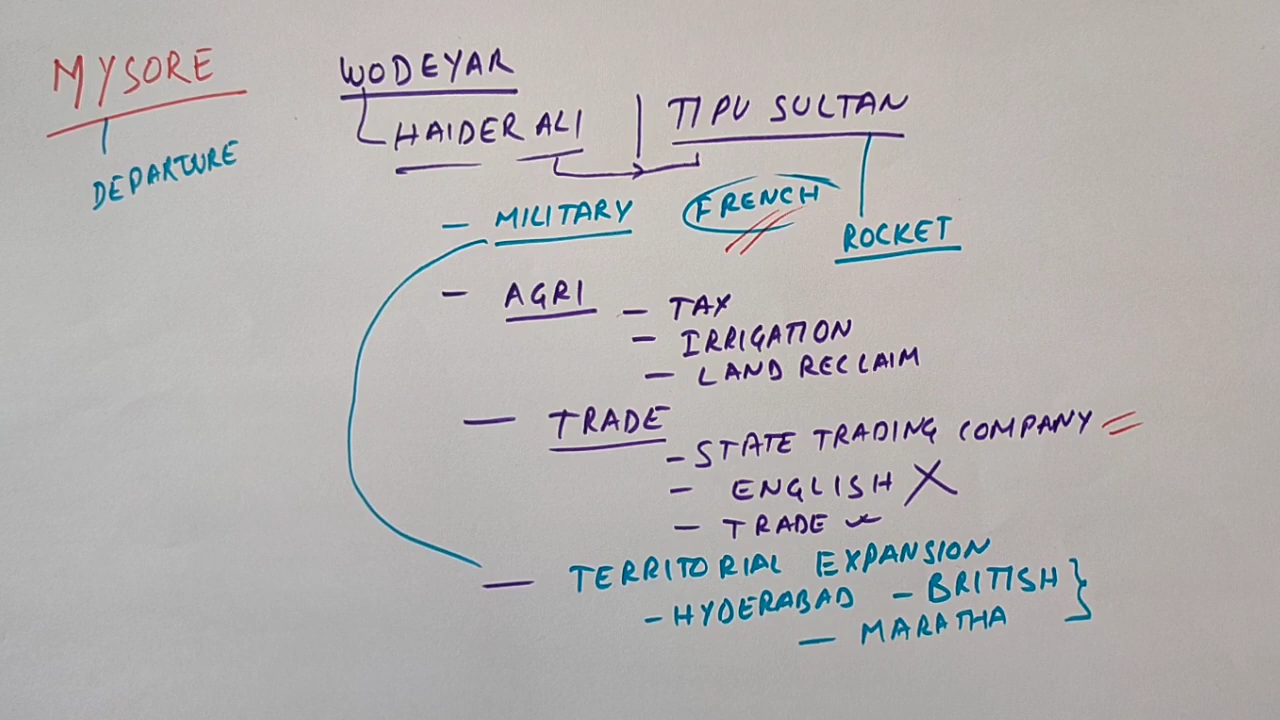 MYSORE
DEPARTURE
WODEYAR
HAIDER ALI | TIPU SULTAN
- MILITARY FRENCH
ROCKET
- AGRI - TAX
- IRRIGATION
- LAND RECLAIM
- TRADE
- STATE TRADING COMPANY =
- ENGLISH X
- TRADE ✓
- TERRITORIAL EXPANSION
- HYDERABAD - BRITISH }
- MARATHA